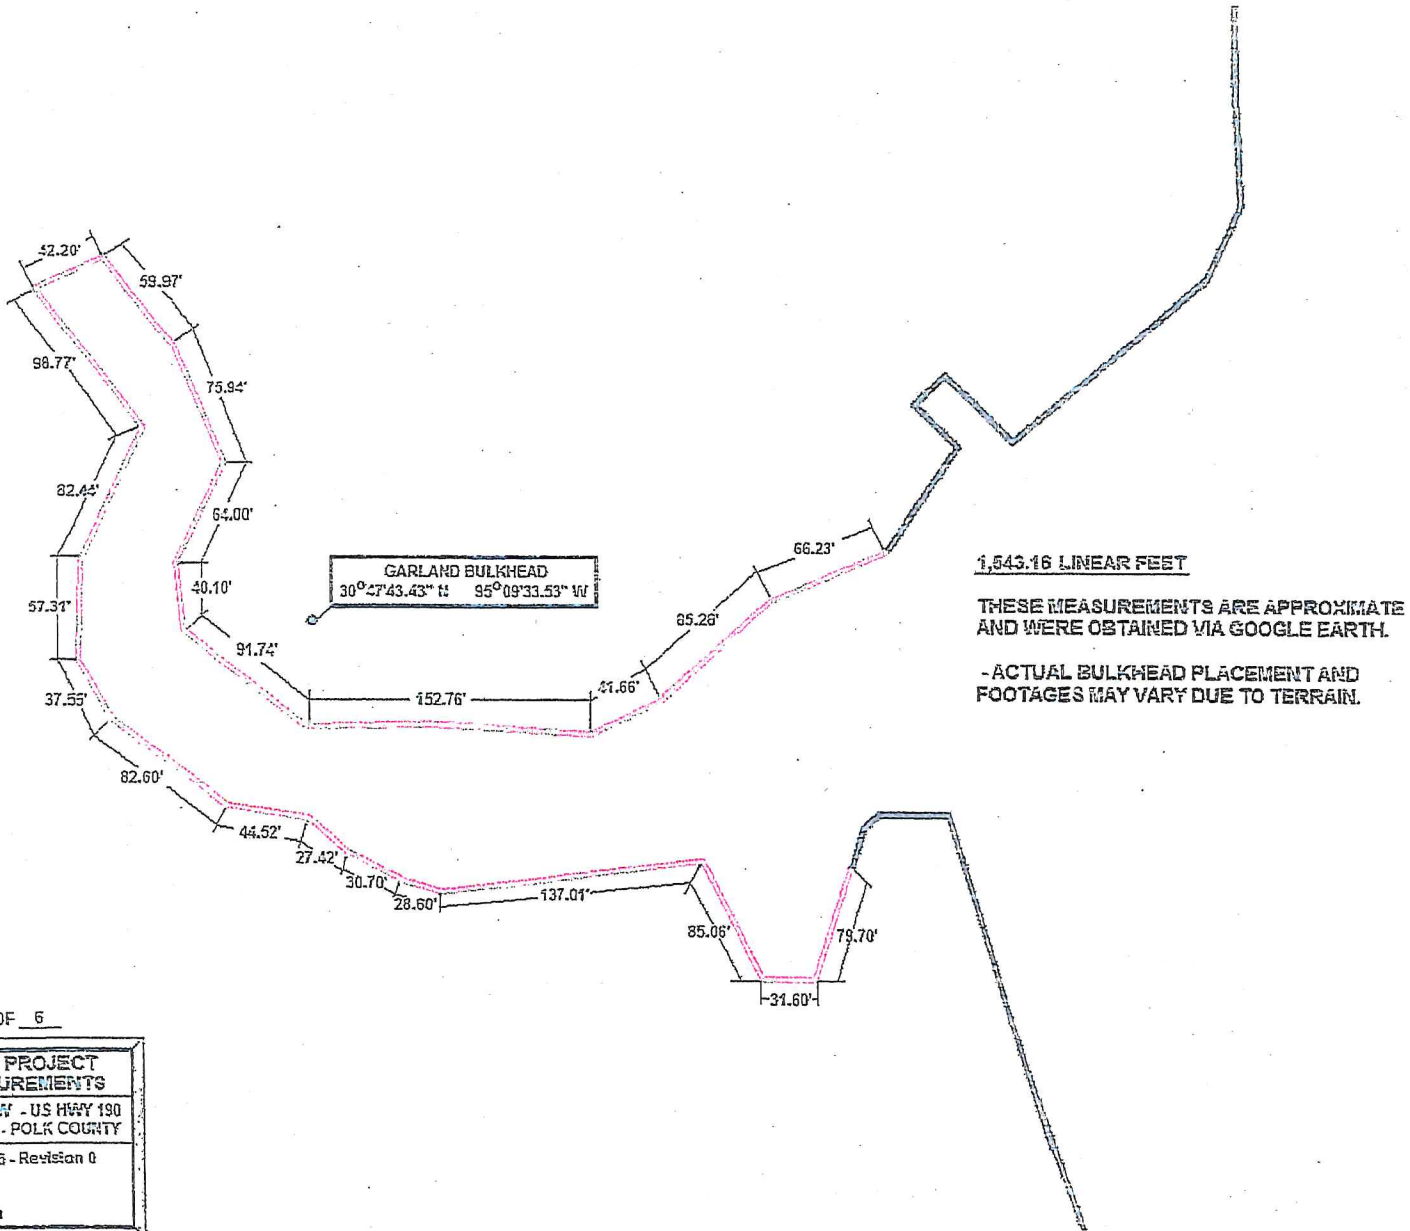 42.20'
59.97'
98.77'
75.94'
82.44'
64.00'
66.23'
GARLAND BULKHEAD
30°47'43.43" N 95°09'33.53" W
1,543.16 LINEAR FEET
40.10'
57.31'
THESE MEASUREMENTS ARE APPROXIMATE
AND WERE OBTAINED VIA GOOGLE EARTH.
85.26'
91.74'
- ACTUAL BULKHEAD PLACEMENT AND
FOOTAGES MAY VARY DUE TO TERRAIN.
37.55'
152.76'
41.66'
82.60'
44.52'
27.42'
30.70'
28.60'
137.01'
85.06'
79.70'
31.60'
OF 6
PROJECT
UREMENTS
W - US HWY 190
- POLK COUNTY
- Revision 0